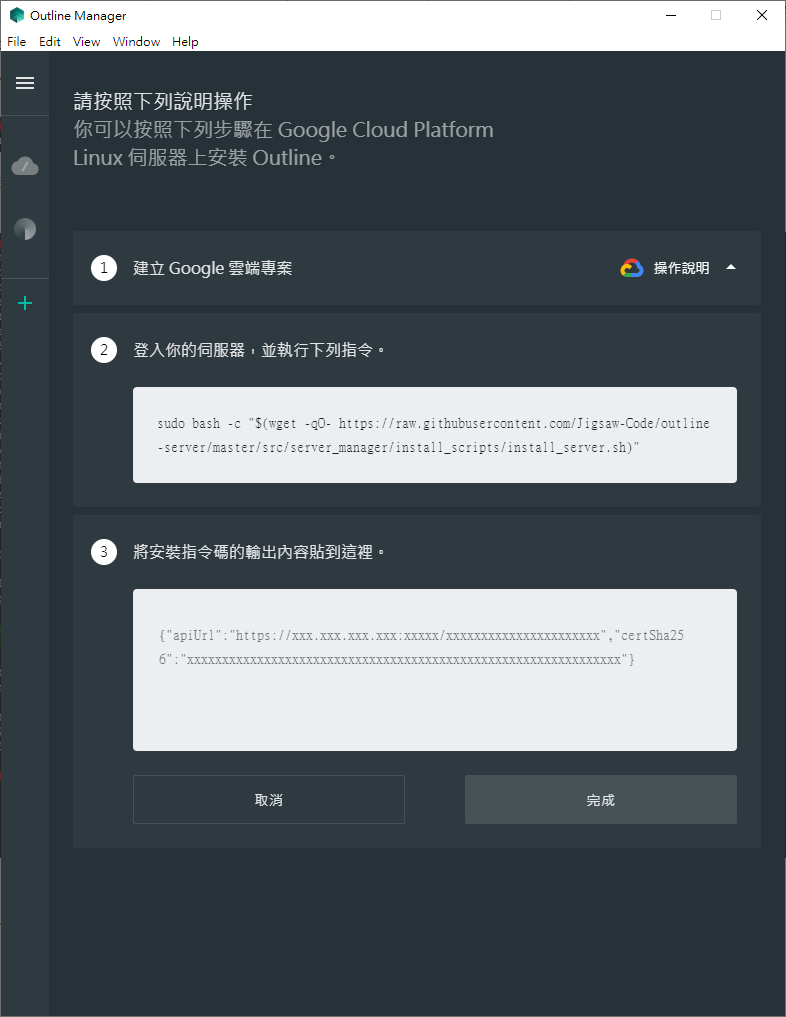 Outline Manager
File Edit View Window Help
請按照下列說明操作
你可以按照下列步驟在 Google Cloud Platform
Linux 伺服器上安裝 Outline。
1 建立 Google 雲端專案 操作說明
2 登入你的伺服器，並執行下列指令。
sudo bash -c "$(wget -qO- https://raw.githubusercontent.com/Jigsaw-Code/outline
-server/master/src/server_manager/install_scripts/install_server.sh)"
3 將安裝指令碼的輸出內容貼到這裡。
{"apiUrl":"https://xxx.xxx.xxx.xxx:xxxxx/xxxxxxxxxxxxxxxxxxxxxx","certSha25
6":"xxxxxxxxxxxxxxxxxxxxxxxxxxxxxxxxxxxxxxxxxxxxxxxxxxxxxxxxxxxxxx"}
取消 完成